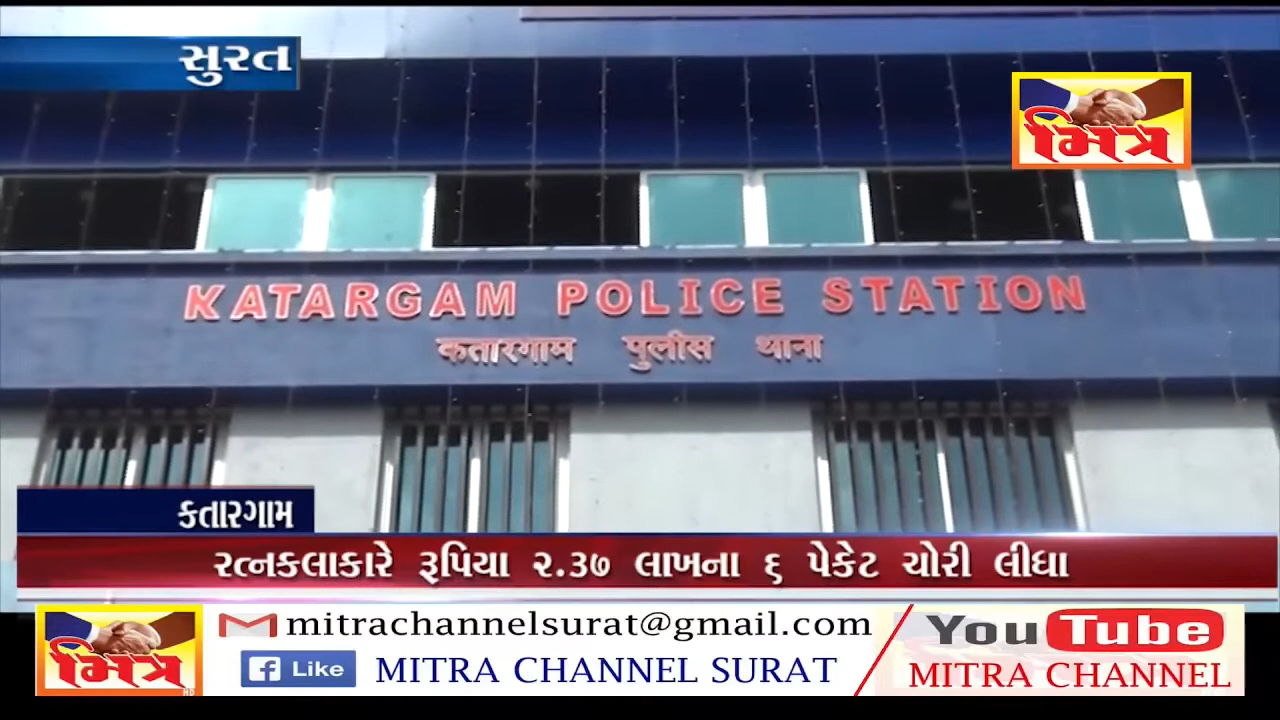 સુરત
મિત્ર
KATARGAM POLICE STATION
कतारगाम पुलीस थाना
કતારગામ
રત્નકલાકારે રૂપિયા ૨.૩૭ લાખના ૬ પેકેટ ચોરી લીધા
મિત્ર
mitrachannelsurat@gmail.com
Like MITRA CHANNEL SURAT
YouTube
MITRA CHANNEL